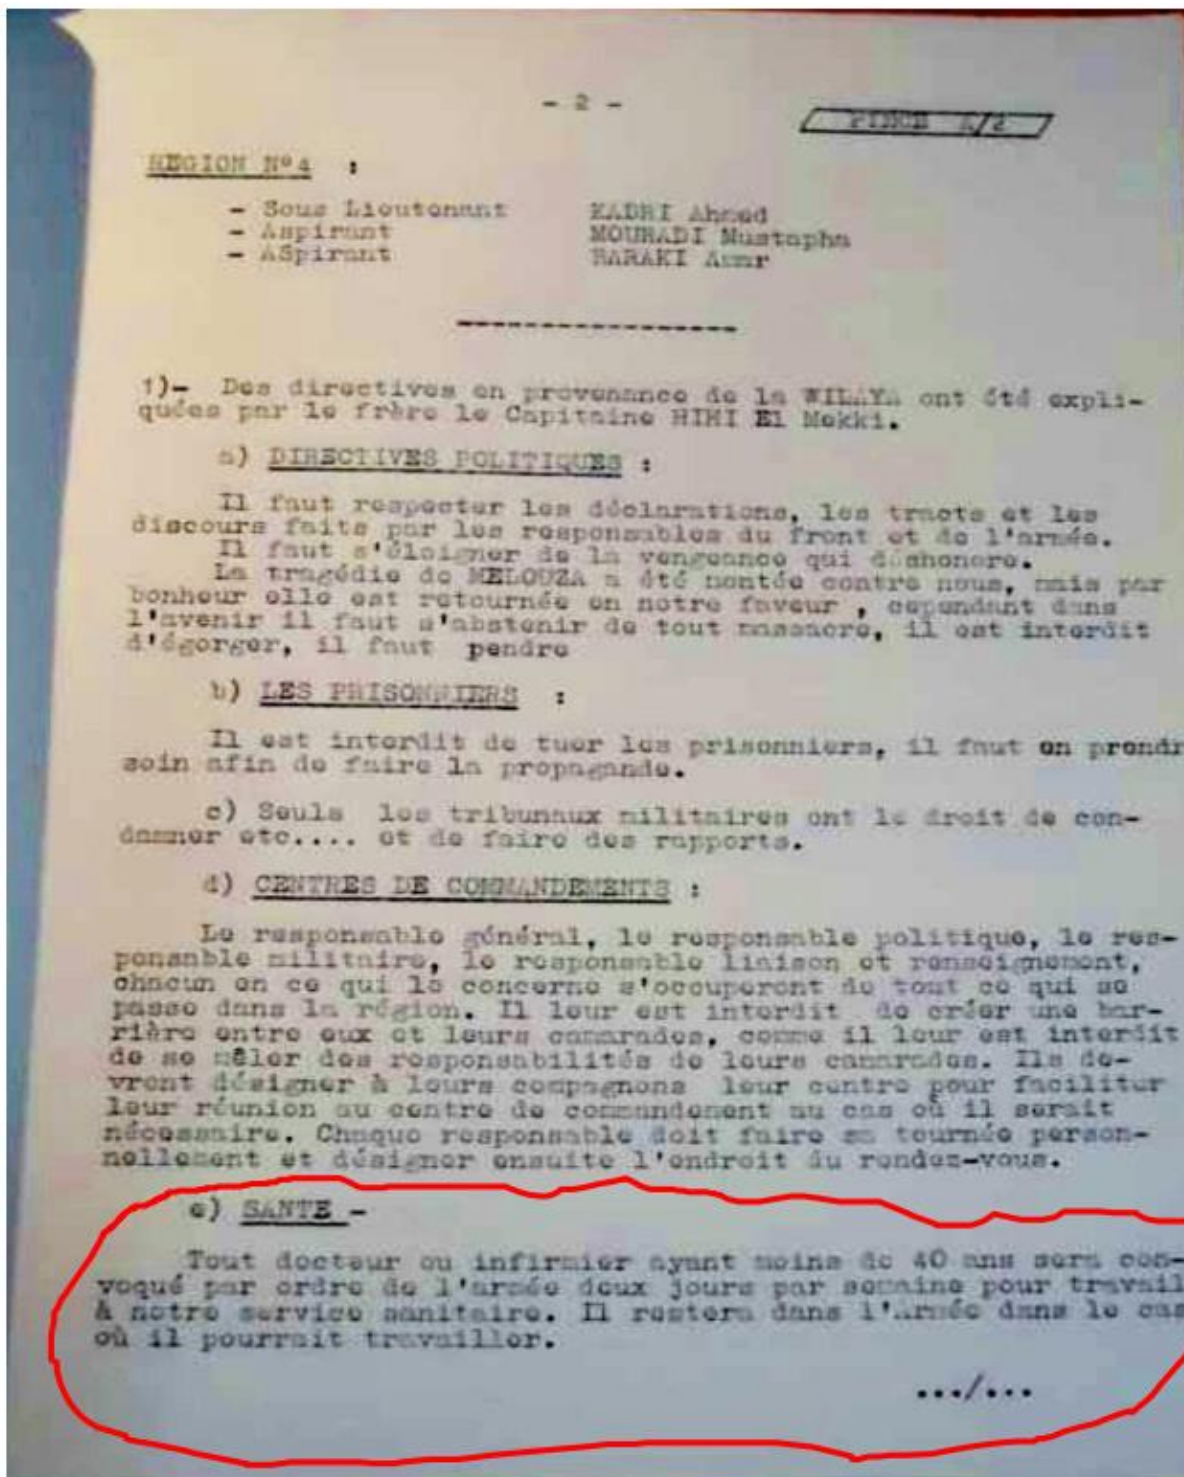 - 2 -
PIECE A/2
REGION N°4 :
- Sous Lieutenant KADRI Ahmed
- Aspirant MOURADI Mustapha
- ASpirant BARAKI Amar
-----------------
1)- Des directives en provenance de la WILAYA ont été expli-
quées par le frère le Capitaine HIHI El Mekki.
a) DIRECTIVES POLITIQUES :
Il faut respecter les déclarations, les tracts et les
discours faits par les responsables du front et de l'armée.
Il faut s'éloigner de la vengeance qui déshonore.
La tragédie de MELOUZA a été montée contre nous, mais par
bonheur elle est retournée en notre faveur , cependant dans
l'avenir il faut s'abstenir de tout massacre, il est interdit
d'égorger, il faut pendre
b) LES PRISONNIERS :
Il est interdit de tuer les prisonniers, il faut en prendr
soin afin de faire la propagande.
c) Seuls les tribunaux militaires ont le droit de con-
damner etc.... et de faire des rapports.
d) CENTRES DE COMMANDEMENTS :
Le responsable général, le responsable politique, le res-
ponsable militaire, le responsable liaison et renseignement,
chacun en ce qui le concerne s'occuperont de tout ce qui se
passe dans la région. Il leur est interdit de créer une bar-
rière entre eux et leurs camarades, comme il leur est interdit
de se mêler des responsabilités de leurs camarades. Ils de-
vront désigner à leurs compagnons leur centre pour faciliter
leur réunion au centre de commandement au cas où il serait
nécessaire. Chaque responsable doit faire sa tournée person-
nellement et désigner ensuite l'endroit du rendez-vous.
e) SANTE -
Tout docteur ou infirmier ayant moins de 40 ans sera con-
voqué par ordre de l'armée deux jours par semaine pour travail
à notre service sanitaire. Il restera dans l'Armée dans le cas
où il pourrait travailler.
.../...